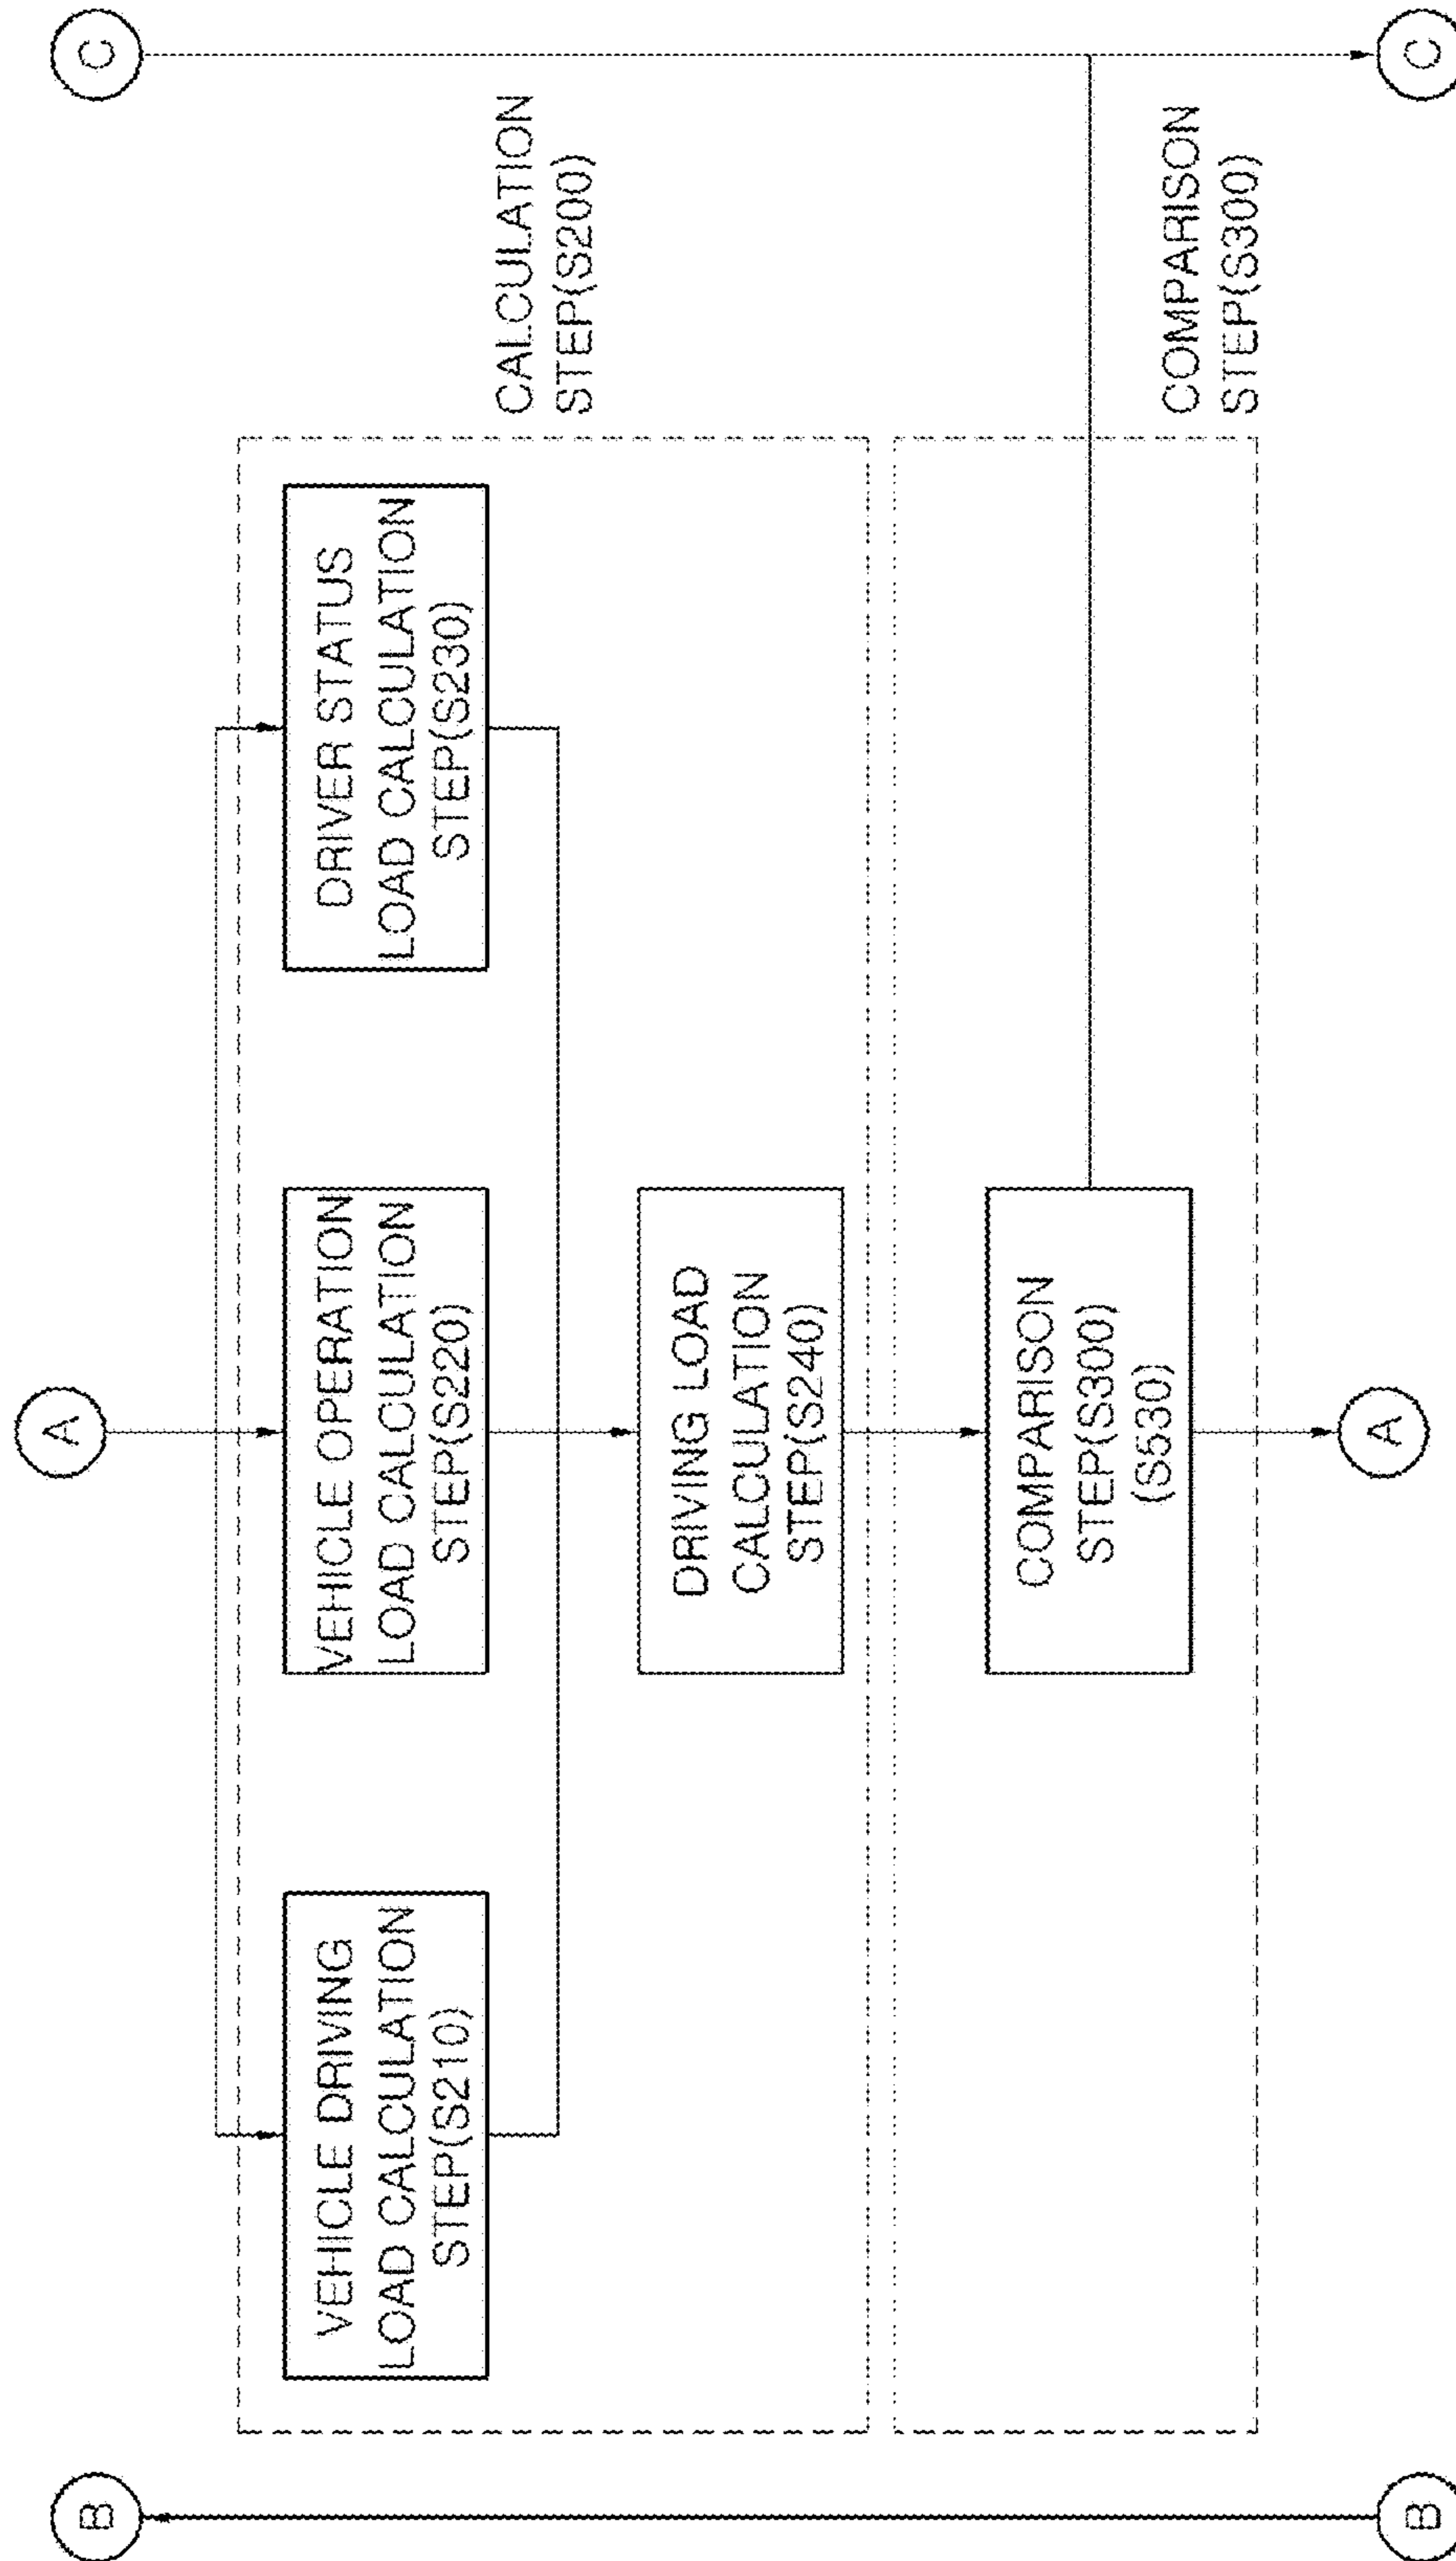 B
A
C
VEHICLE DRIVING
LOAD CALCULATION
STEP(S210)
VEHICLE OPERATION
LOAD CALCULATION
STEP(S220)
DRIVER STATUS
LOAD CALCULATION
STEP(S230)
CALCULATION
STEP(S200)
DRIVING LOAD
CALCULATION
STEP(S240)
COMPARISON
STEP(S300)
(S530)
COMPARISON
STEP(S300)
B
A
C